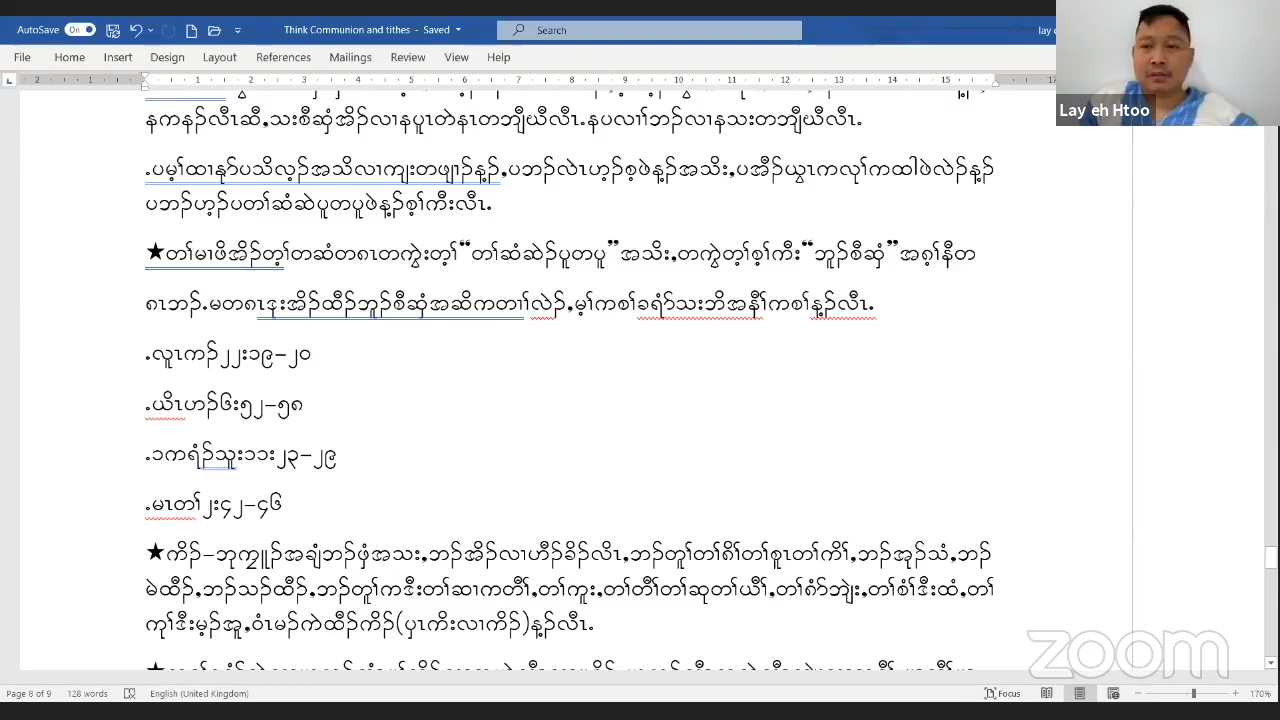 AutoSave On Think Communion and tithes - Saved Search lay e
File Home Insert Layout References Mailings Review View Help
Lay eh Htoo
နကနဉ်လီၤဆီ,သးစီဆှံအိဉ်လၢနပူၤတဲနၤတဘျီဃီလီၤ.နပလၢၢ်ဘဉ်လၢနသးတဘျီဃီလီၤ.
.ပမ့ၢ်ထၢနုာ်ပသိလ့ဉ်အသိလၢကျးတဖျၢဉ်န့ဉ်,ပဘဉ်လဲၤဟ့ဉ်စ့ဖဲန့ဉ်အသိး,ပအီဉ်ယွၤကလုၢ်ကထါဖဲလဲဉ်န့ဉ်
ပဘဉ်ဟ့ဉ်ပတၢ်ဆံဆဲပူတပူဖဲန့ဉ်စ့ၢ်ကီးလီၤ.
★တၢ်မၢဖိအိဉ်တ့ၢ်တဆံတ၈ၤတကွဲးတ့ၢ်“တၢ်ဆံဆဲဉ်ပူတပူ”အသိး,တကွဲတ့ၢ်စ့ၢ်ကီး“ဘူဉ်စီဆှံ”အ၈့ၢ်နီတ
၈ၤဘဉ်.မတ၈ၤဒုးအိဉ်ထီဉ်ဘူဉ်စီဆှံအဆိကတၢၢ်လဲဉ်,မ့ၢ်ကစၢ်ခရံာ်သးဘိအနီၢ်ကစၢ်န့ဉ်လီၤ.
.လူၤကဉ်၂၂း၁၉–၂၀
.ယိၤဟဉ်၆း၅၂–၅၈
.၁ကရံဉ်သူး၁၁း၂၃–၂၉
.မၤတၢ်၂း၄၂–၄၆
★ကိဉ်–ဘုက္ကျူဉ်အချံဘဉ်ဖှံအသး,ဘဉ်အိဉ်လၢဟီဉ်ခိဉ်လိၤ,ဘဉ်တူၢ်တၢ်၈ိၢ်တၢ်စူၤတၢ်ကိၢ်,ဘဉ်အုဉ်သံ,ဘဉ်
မဲထီဉ်,ဘဉ်သဉ်ထီဉ်,ဘဉ်တူၢ်ကဒီးတၢ်ဆၢကတီၢ်,တၢ်ကူး,တၢ်တီၢ်တၢ်ဆုတၢ်ယီၢ်,တၢ်၈ံာ်ဘျဲး,တၢ်စံၢ်ဒီးထံ,တၢ်
ကုၢ်ဒီးမ့ဉ်အူ,ဝံၤမဉ်ကဲထီဉ်ကိဉ်(ပှၤကိးလၢကိဉ်)န့ဉ်လီၤ.
zoom
Page 8 of 9 128 words English (United Kingdom) Focus 170%